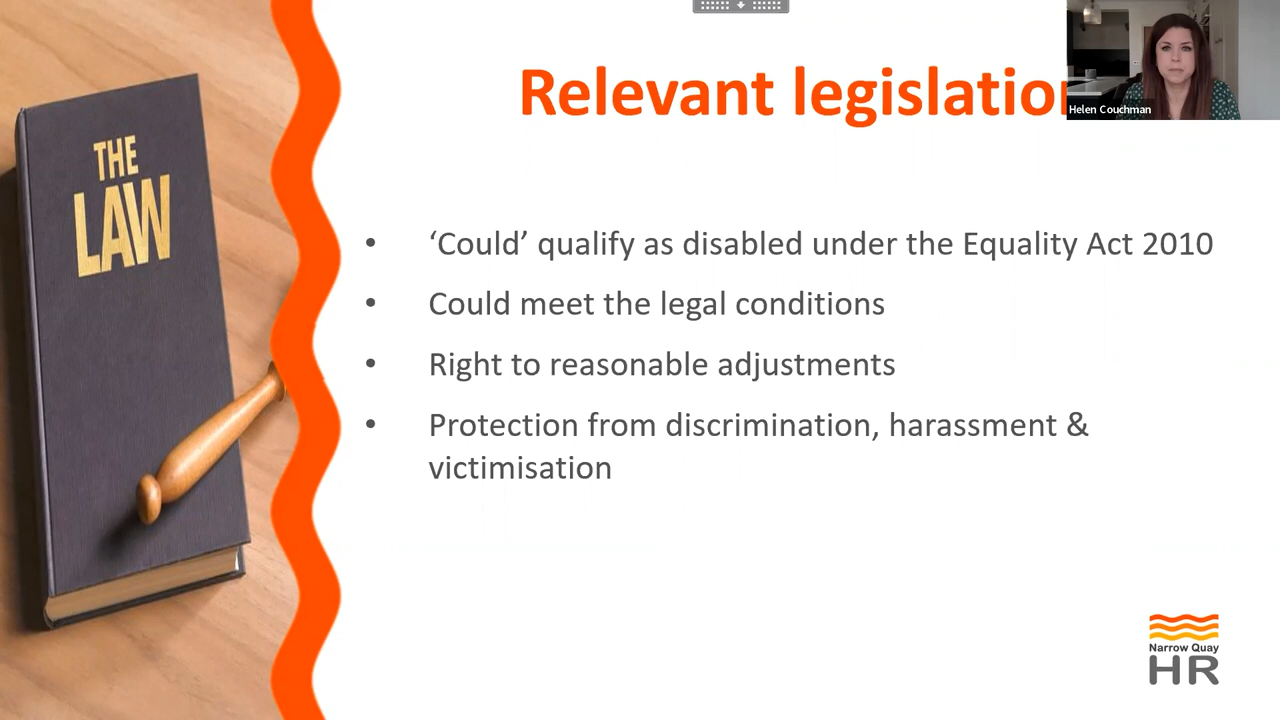 THE
LAW
Relevant legislation
Helen Couchman
• ‘Could’ qualify as disabled under the Equality Act 2010
• Could meet the legal conditions
• Right to reasonable adjustments
• Protection from discrimination, harassment &
victimisation
Narrow Quay
HR